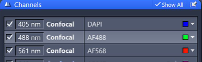 Channels Show All
405 nm Confocal DAPI
488 nm Confocal AF488
561 nm Confocal AF568